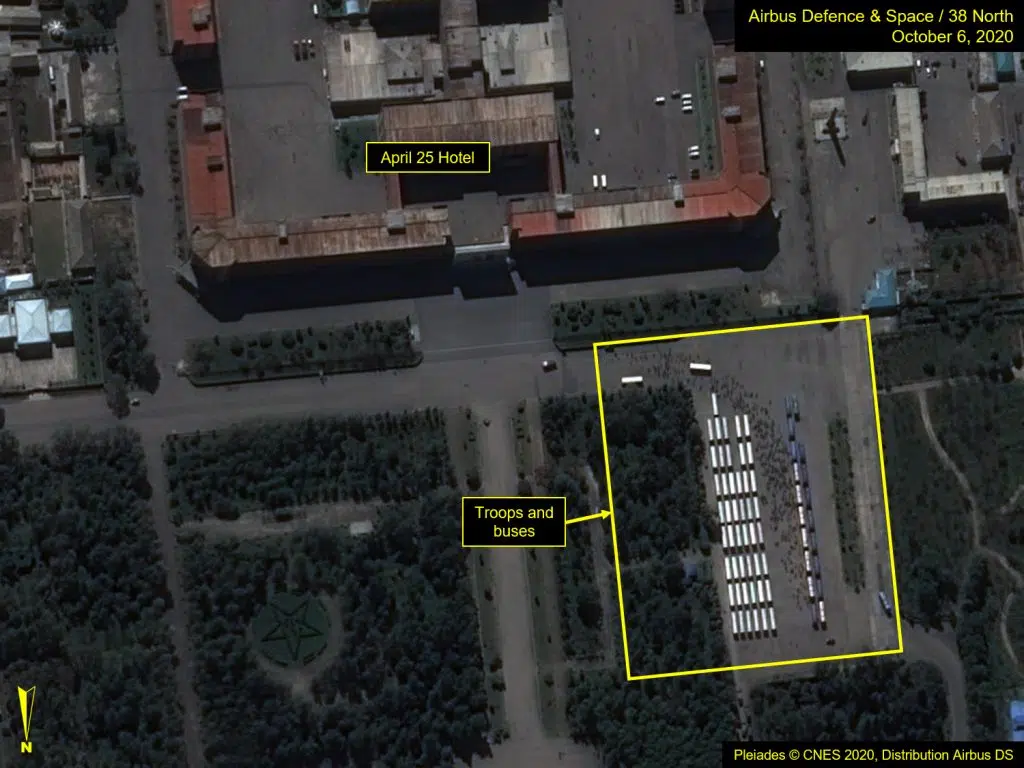 Airbus Defence & Space / 38 North
October 6, 2020
April 25 Hotel
Troops and
buses
N
Pleiades © CNES 2020, Distribution Airbus DS